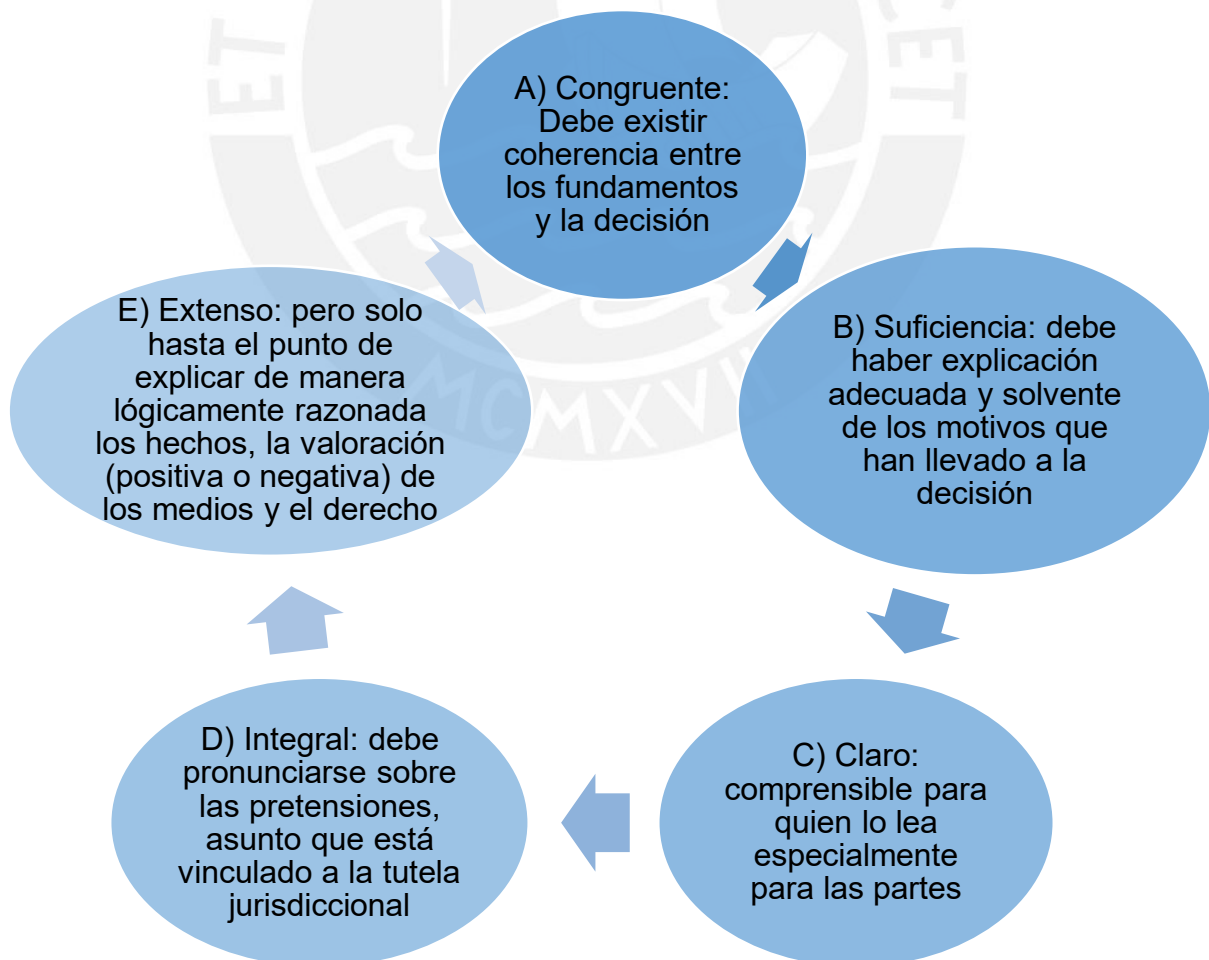 A) Congruente:
Debe existir
coherencia entre
los fundamentos
y la decisión
B) Suficiencia: debe
haber explicación
adecuada y solvente
de los motivos que
han llevado a la
decisión
C) Claro:
comprensible para
quien lo lea
especialmente
para las partes
D) Integral: debe
pronunciarse sobre
las pretensiones,
asunto que está
vinculado a la tutela
jurisdiccional
E) Extenso: pero solo
hasta el punto de
explicar de manera
lógicamente razonada
los hechos, la valoración
(positiva o negativa) de
los medios y el derecho
ET
CET
MCMXVII